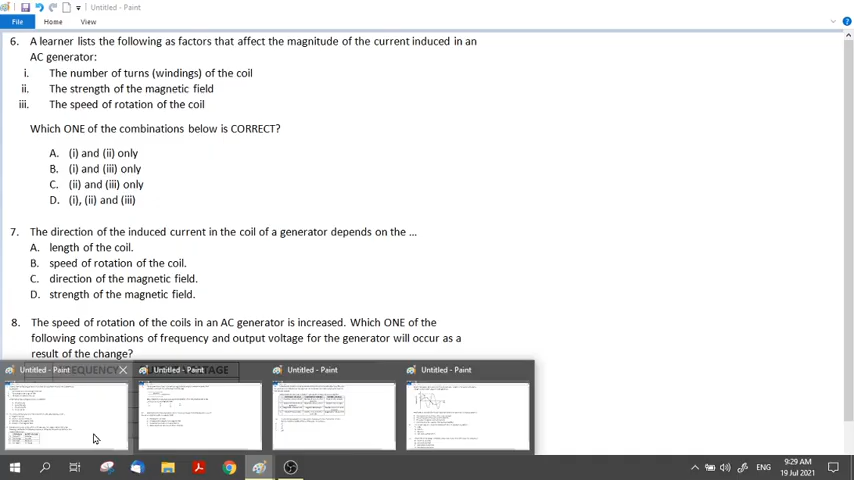 Untitled - Paint
File Home View
6. A learner lists the following as factors that affect the magnitude of the current induced in an
AC generator:
i. The number of turns (windings) of the coil
ii. The strength of the magnetic field
iii. The speed of rotation of the coil
Which ONE of the combinations below is CORRECT?
A. (i) and (ii) only
B. (i) and (iii) only
C. (ii) and (iii) only
D. (i), (ii) and (iii)
7. The direction of the induced current in the coil of a generator depends on the ...
A. length of the coil.
B. speed of rotation of the coil.
C. direction of the magnetic field.
D. strength of the magnetic field.
8. The speed of rotation of the coils in an AC generator is increased. Which ONE of the
following combinations of frequency and output voltage for the generator will occur as a
result of the change?
Untitled - Paint Untitled - Paint Untitled - Paint Untitled - Paint
ENG
9:29 AM
19 Jul 2021